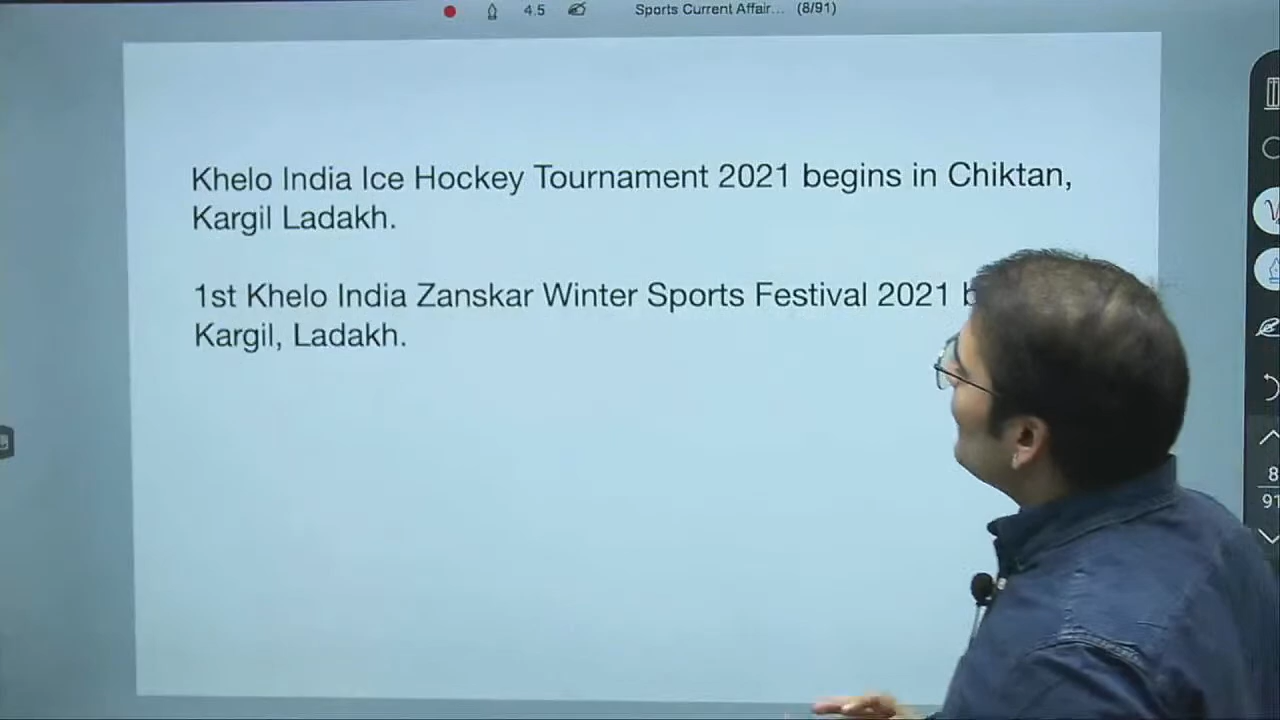 4.5 Sports Current Affair... (8/91)
Khelo India Ice Hockey Tournament 2021 begins in Chiktan,
Kargil Ladakh.
1st Khelo India Zanskar Winter Sports Festival 2021
Kargil, Ladakh.
8
91